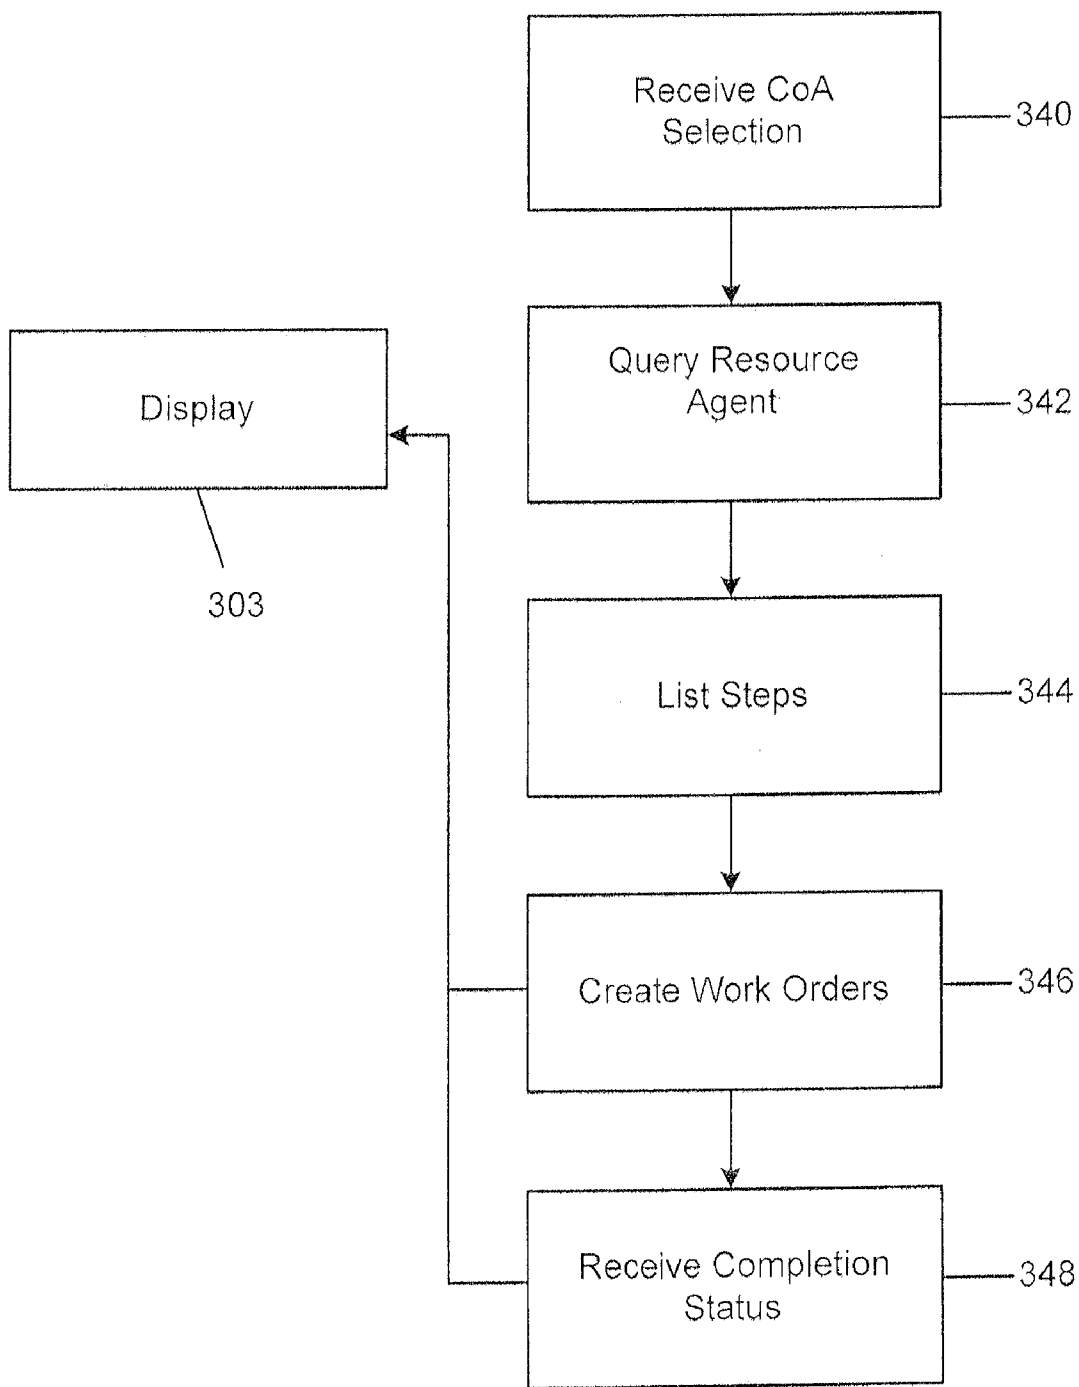 Receive CoA
Selection
340
Query Resource
Agent
342
Display
303
List Steps
344
Create Work Orders
346
Receive Completion
Status
348